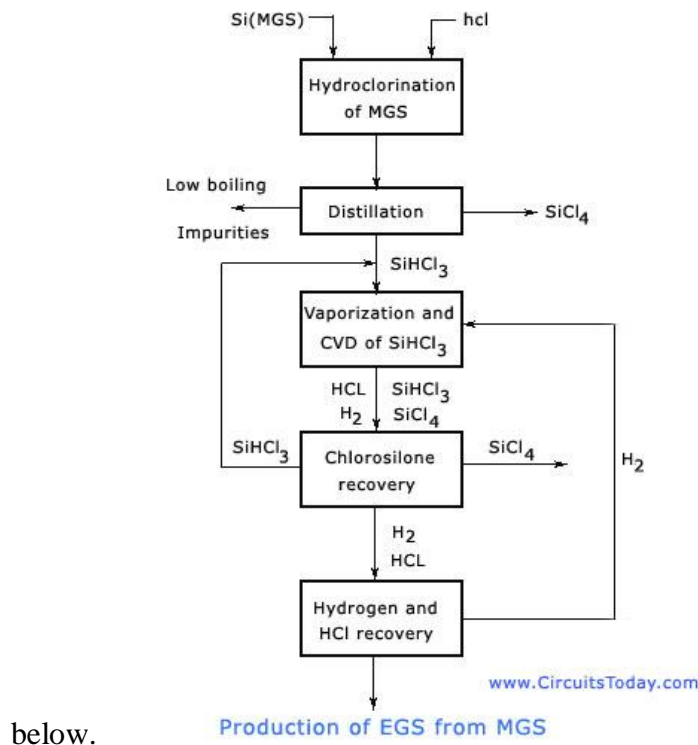 Si(MGS)
hcl
Hydroclorination
of MGS
Low boiling
Impurities
Distillation
SiCl4
SiHCl3
Vaporization and
CVD of SiHCl3
HCL SiHCl3
H2 SiCl4
SiHCl3
Chlorosilone
recovery
SiCl4
H2
H2
HCL
Hydrogen and
HCl recovery
www.CircuitsToday.com
below.
Production of EGS from MGS